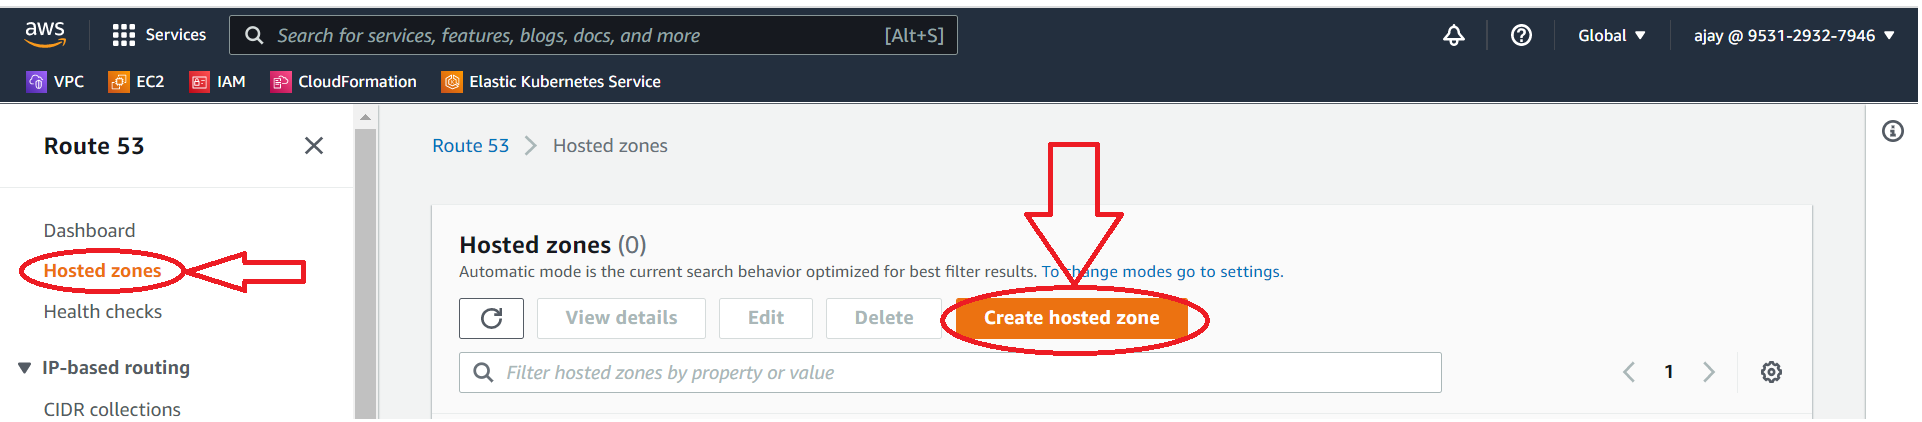 aws Services Search for services, features, blogs, docs, and more [Alt+S] Global ajay @ 9531-2932-7946
VPC EC2 IAM CloudFormation Elastic Kubernetes Service
Route 53
Dashboard
Hosted zones
Health checks
IP-based routing
CIDR collections
Route 53 Hosted zones
Hosted zones (0)
Automatic mode is the current search behavior optimized for best filter results. To change modes go to settings.
View details Edit Delete Create hosted zone
Filter hosted zones by property or value 1